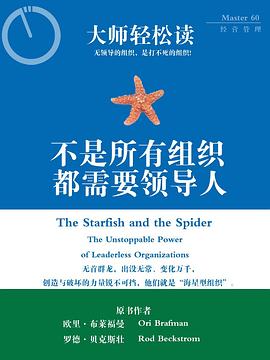 Master 60
经营管理
大师轻松读
无领导的组织，是打不死的组织!
不是所有组织
都需要领导人
The Starfish and the Spider
The Unstoppable Power
of Leaderless Organizations
无首群龙，出没无常、变化万千，
创造与破坏的力量锐不可挡，他们就是“海星型组织”。
原书作者
欧里·布莱福曼 Ori Brafman
罗德·贝克斯壮 Rod Beckstrom